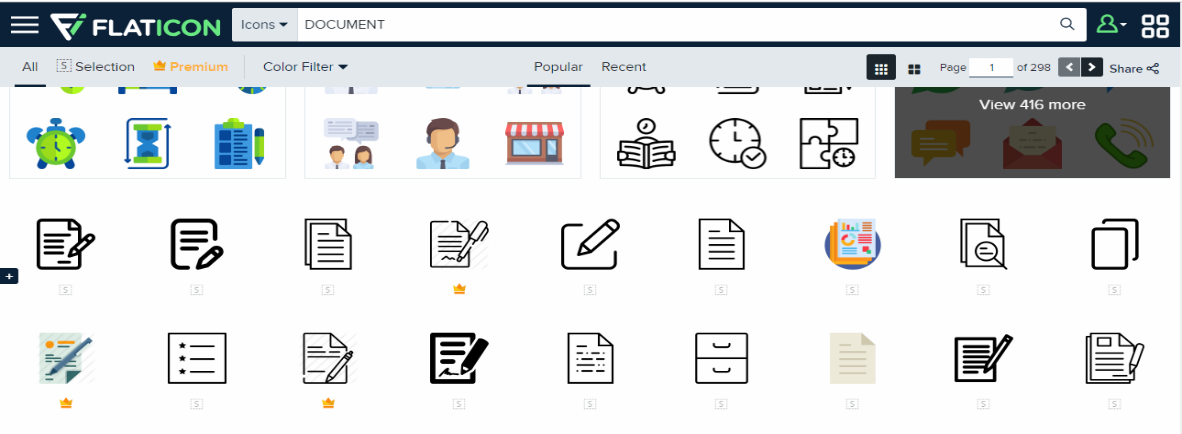 FLATICON Icons DOCUMENT
All S Selection Premium Color Filter Popular Recent Page 1 of 298 Share
View 416 more
S S S S S S S S
S S S S S S S